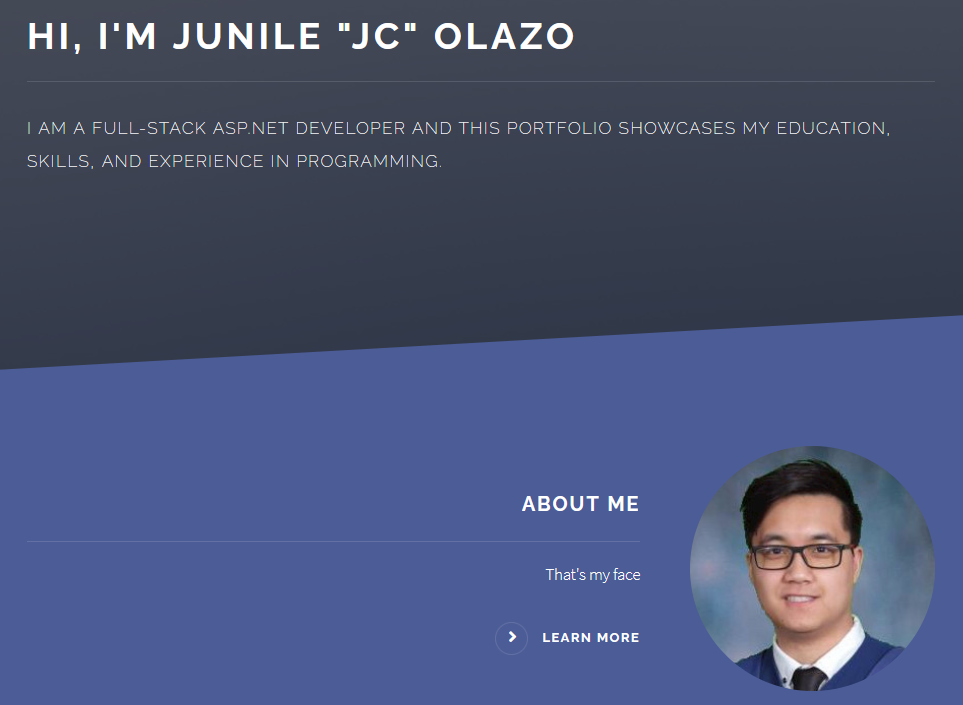 HI, I'M JUNILE "JC" OLAZO
I AM A FULL-STACK ASP.NET DEVELOPER AND THIS PORTFOLIO SHOWCASES MY EDUCATION,
SKILLS, AND EXPERIENCE IN PROGRAMMING.
ABOUT ME
That's my face
LEARN MORE